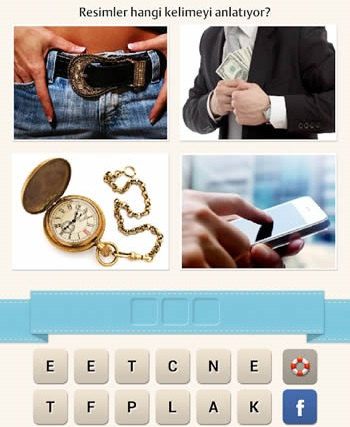 Resimler hangi kelimeyi anlatıyor?
E E T C N E
T F P L A K f